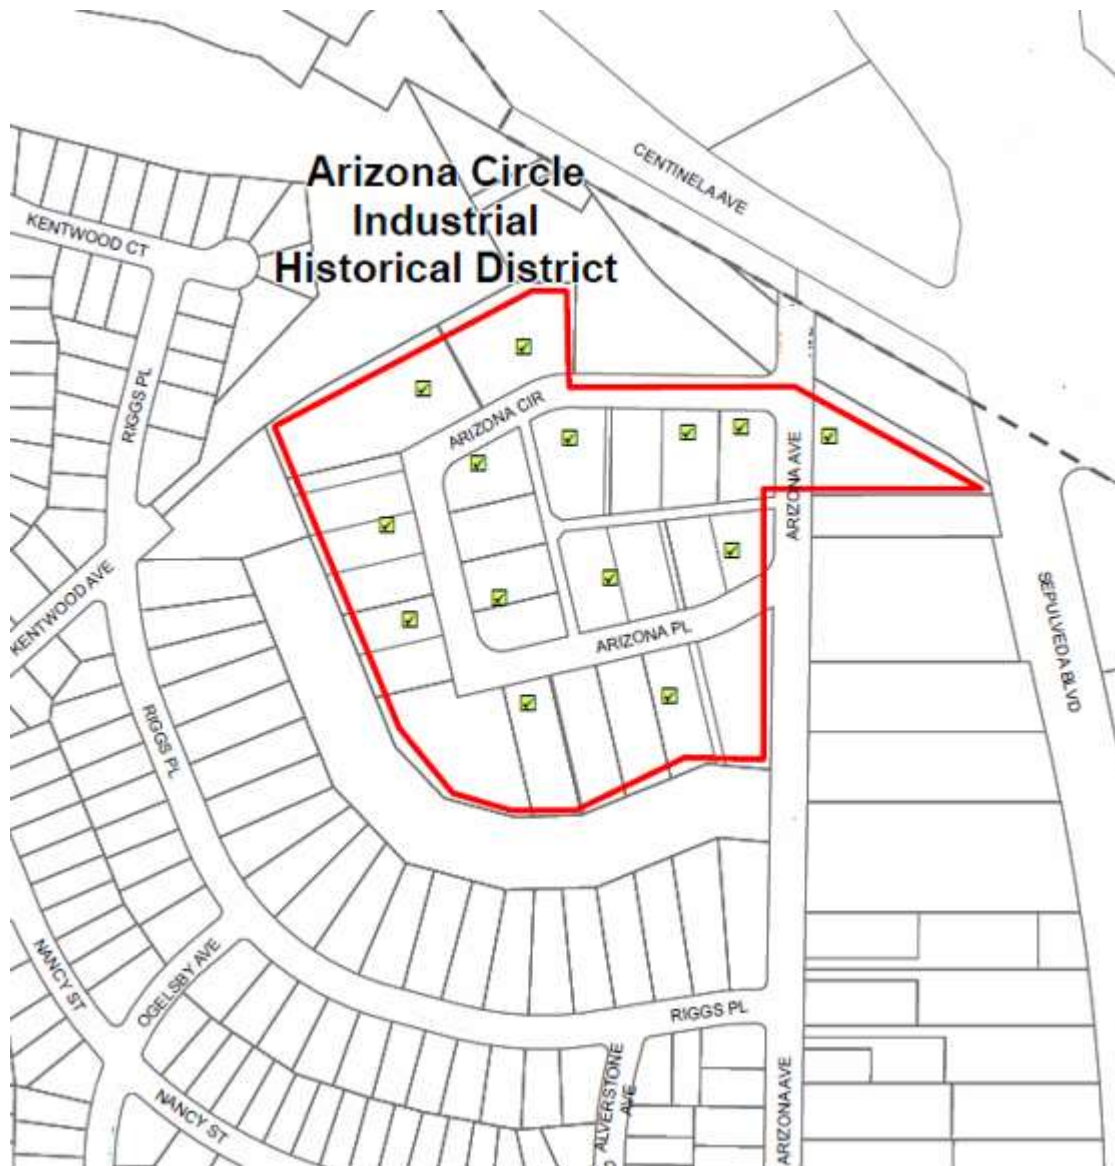 CENTINELA AVE
Arizona Circle
Industrial
Historical District
KENTWOOD CT
RIGGS PL
ARIZONA CIR
ARIZONA AVE
KENTWOOD AVE
ARIZONA PL
SEPULVEDA BLVD
RIGGS PL
NANCY ST
OGELSBY AVE
RIGGS PL
ALVERSTONE
AVE
ARIZONA AVE
NANCY ST